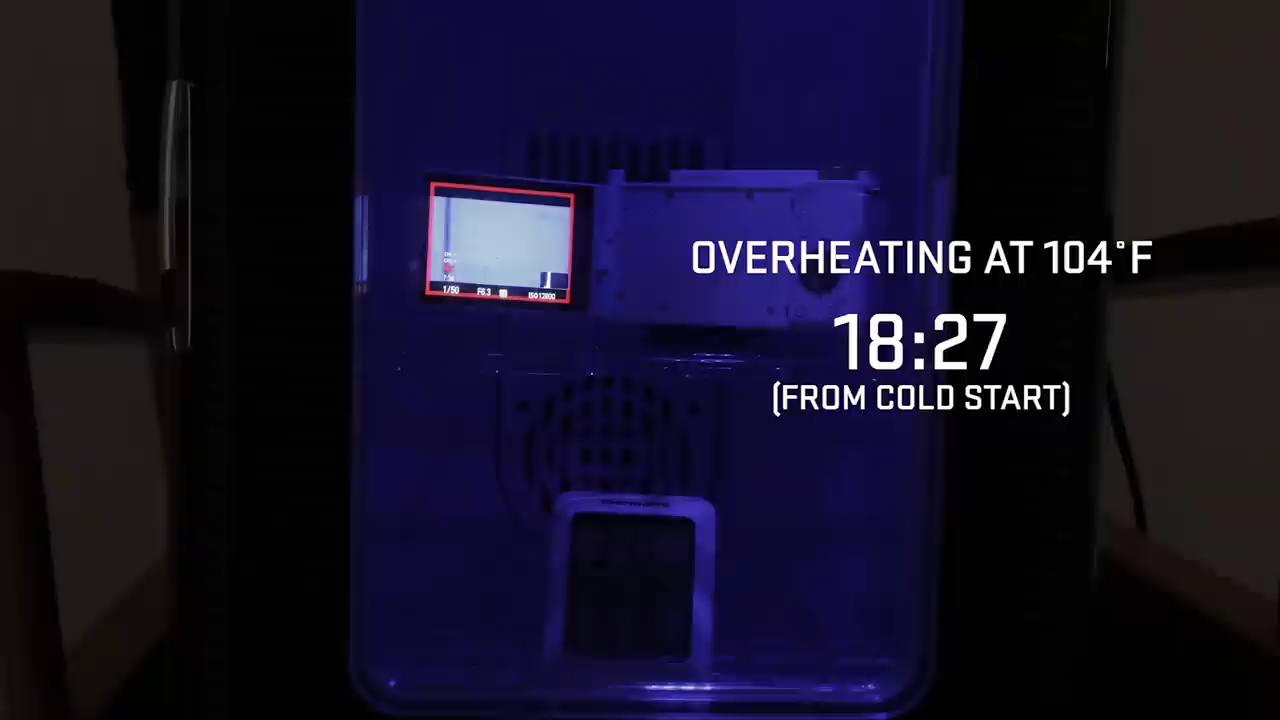 OVERHEATING AT 104°F
18:27
(FROM COLD START)
1/50 F6.3 ISO12800